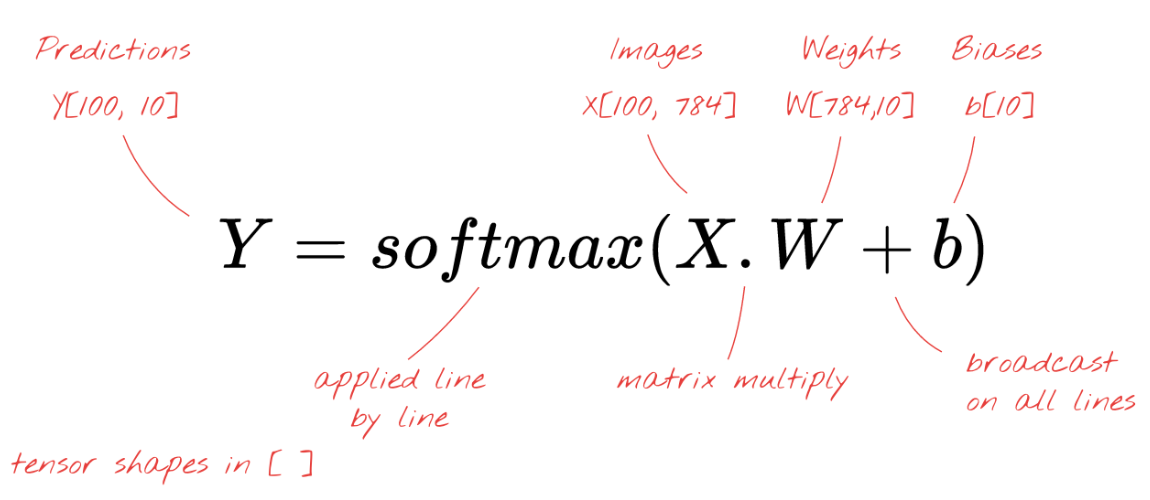 Predictions
Y[100, 10]
Images
X[100, 784]
Weights
W[784,10]
Biases
b[10]
Y = softmax(X.W + b)
applied line
by line
matrix multiply
broadcast
on all lines
tensor shapes in [ ]